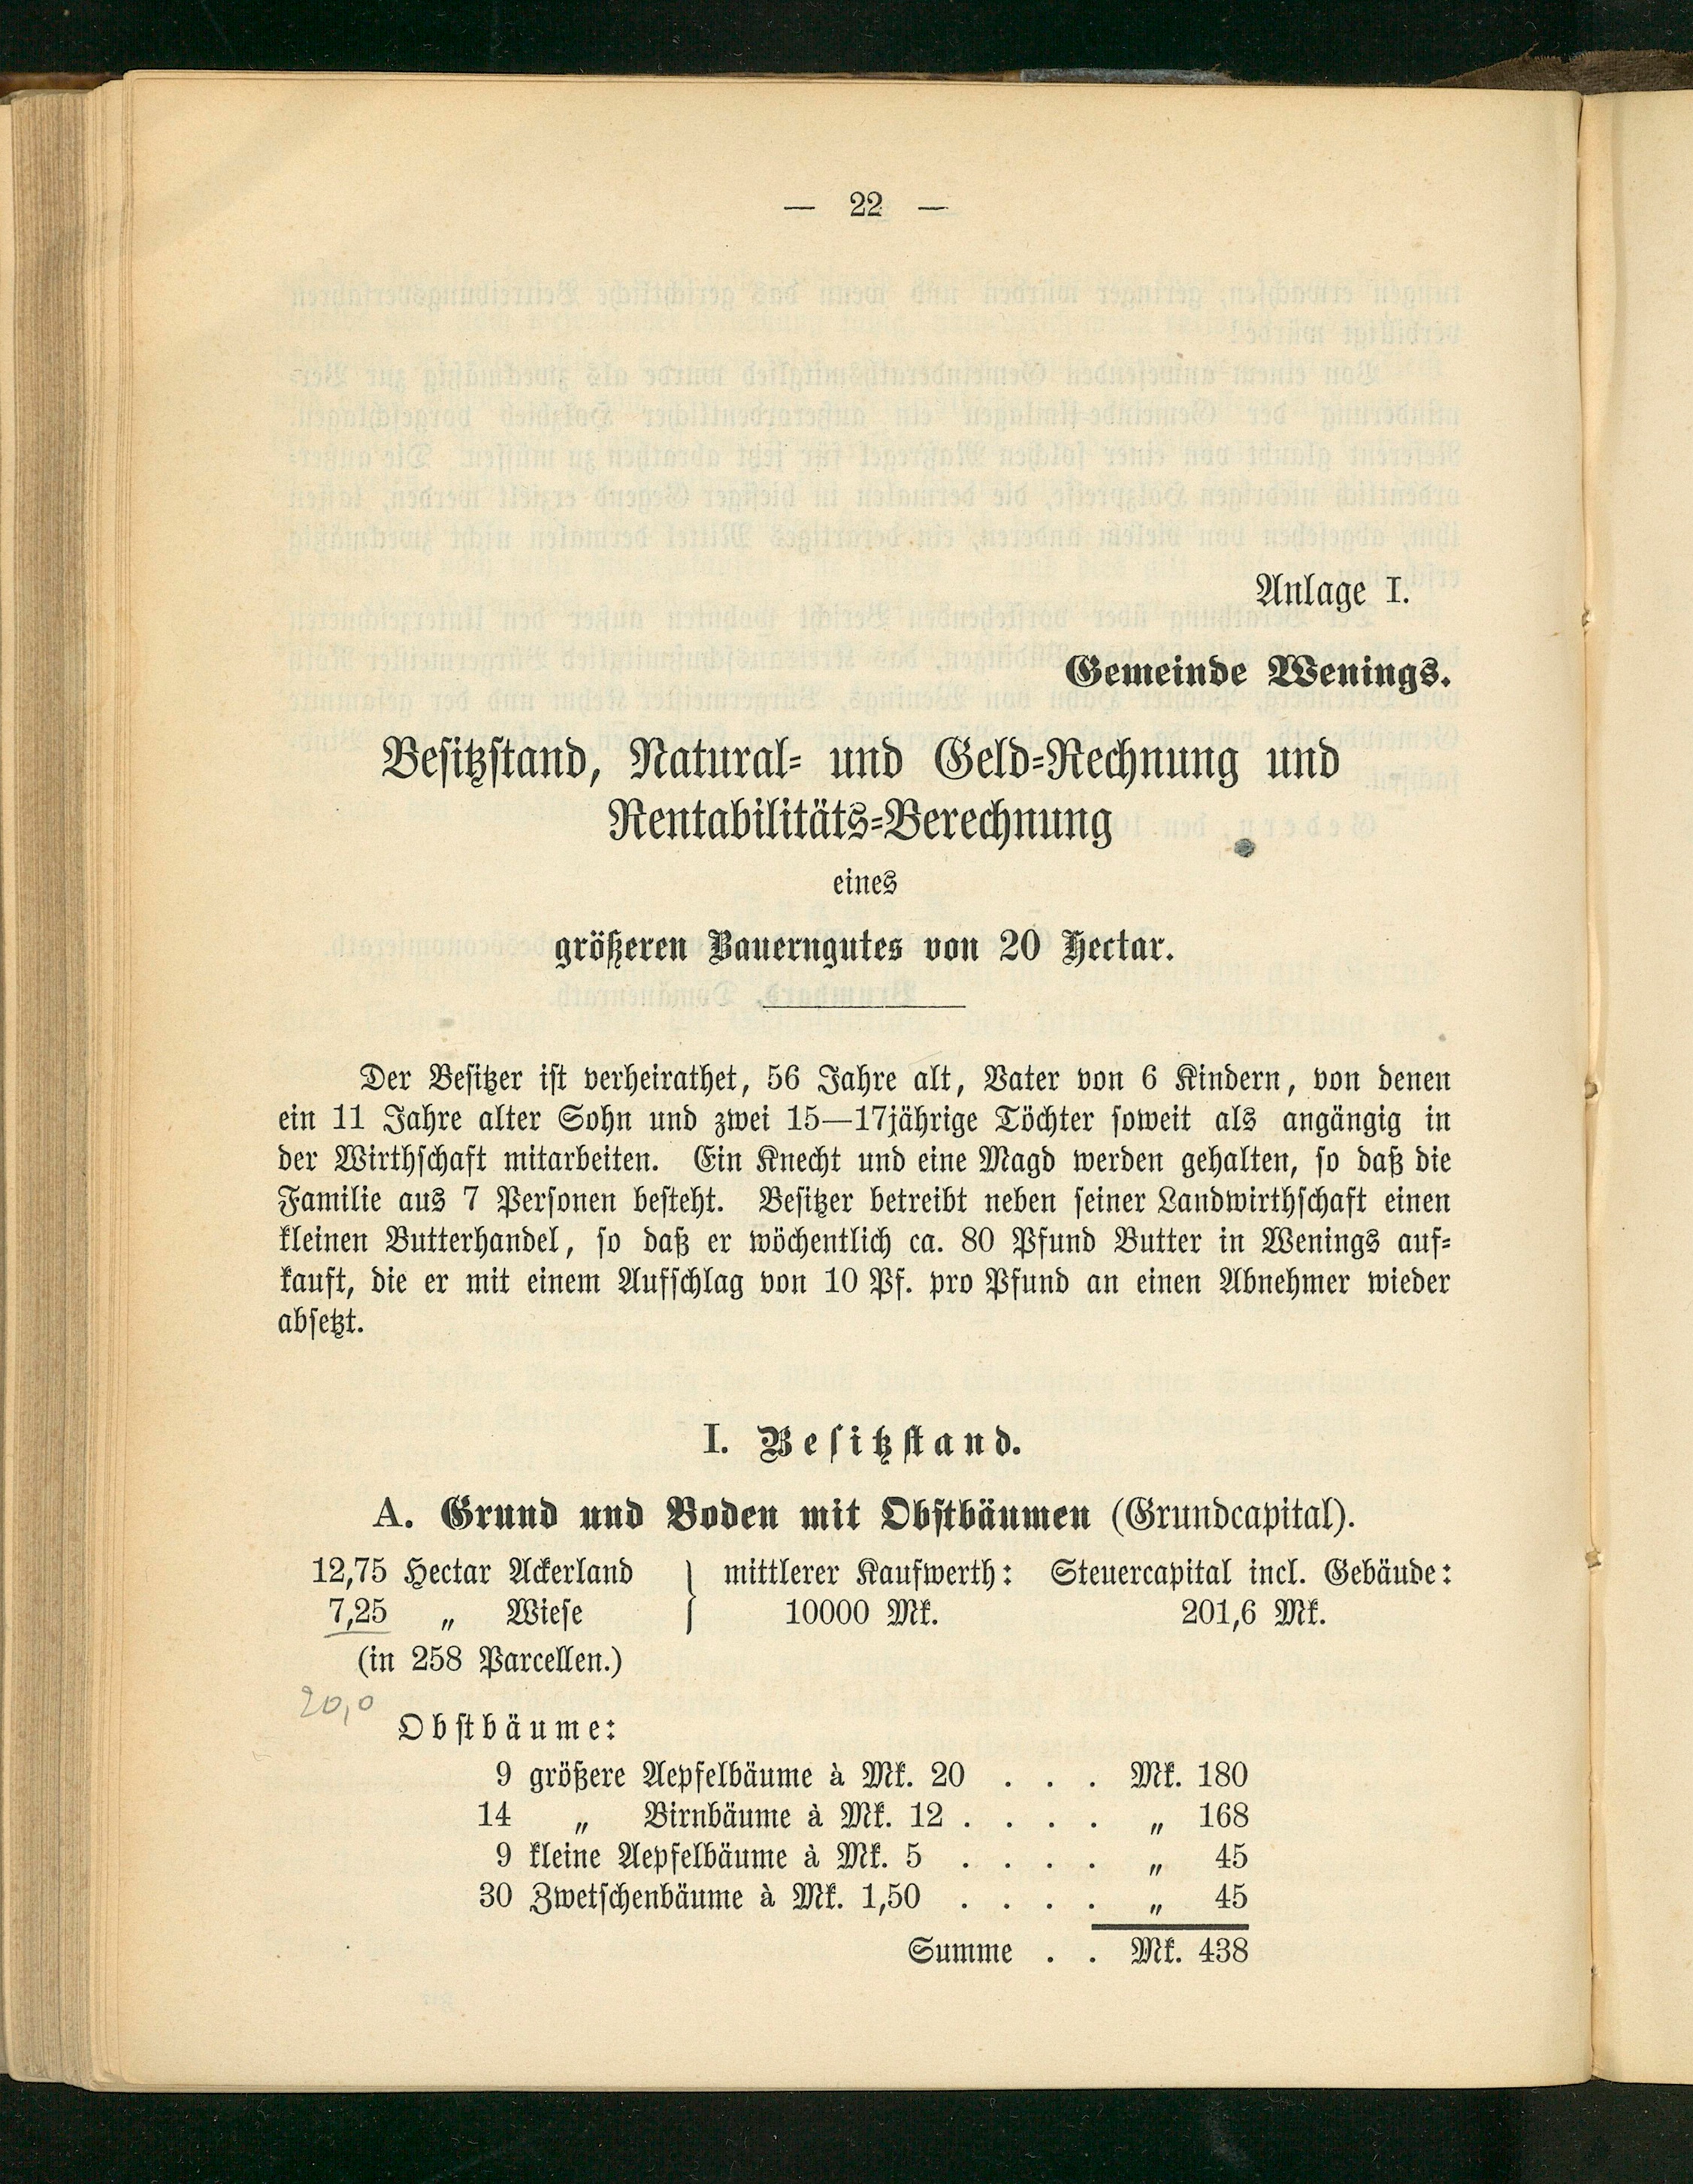 — 22 —
Anlage I.
Gemeinde Wenings.
Besitzstand, Natural- und Geld-Rechnung und
Rentabilitäts-Berechnung
eines
größeren Bauerngutes von 20 Hectar.
Der Besitzer ist verheirathet, 56 Jahre alt, Vater von 6 Kindern, von denen
ein 11 Jahre alter Sohn und zwei 15—17jährige Töchter soweit als angängig in
der Wirthschaft mitarbeiten. Ein Knecht und eine Magd werden gehalten, so daß die
Familie aus 7 Personen besteht. Besitzer betreibt neben seiner Landwirthschaft einen
kleinen Butterhandel, so daß er wöchentlich ca. 80 Pfund Butter in Wenings auf-
kauft, die er mit einem Aufschlag von 10 Pf. pro Pfund an einen Abnehmer wieder
absetzt.
I. Besitzstand.
A. Grund und Boden mit Obstbäumen (Grundcapital).
12,75 Hectar Ackerland } mittlerer Kaufwerth: Steuercapital incl. Gebäude:
7,25 „ Wiese 10000 Mk. 201,6 Mk.
(in 258 Parcellen.)
20,0
Obstbäume:
9 größere Aepfelbäume à Mk. 20 . . . Mk. 180
14 „ Birnbäume à Mk. 12 . . . . „ 168
9 kleine Aepfelbäume à Mk. 5 . . . . „ 45
30 Zwetschenbäume à Mk. 1,50 . . . . „ 45
Summe . . Mk. 438